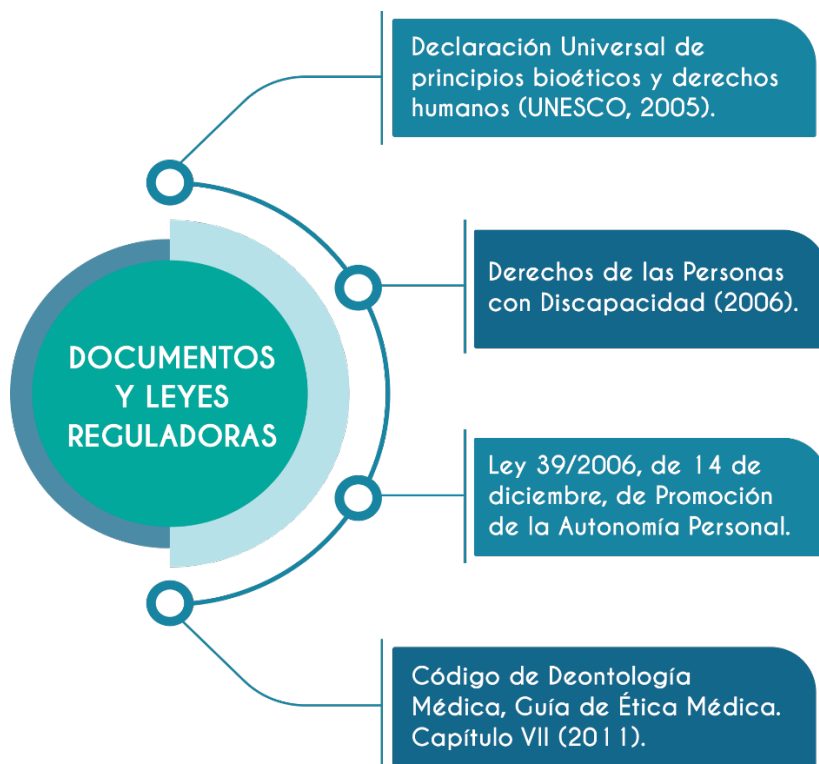 DOCUMENTOS
Y LEYES
REGULADORAS
Declaración Universal de
principios bioéticos y derechos
humanos (UNESCO, 2005).
Derechos de las Personas
con Discapacidad (2006).
Ley 39/2006, de 14 de
diciembre, de Promoción
de la Autonomía Personal.
Código de Deontología
Médica, Guía de Ética Médica.
Capítulo VII (2011).